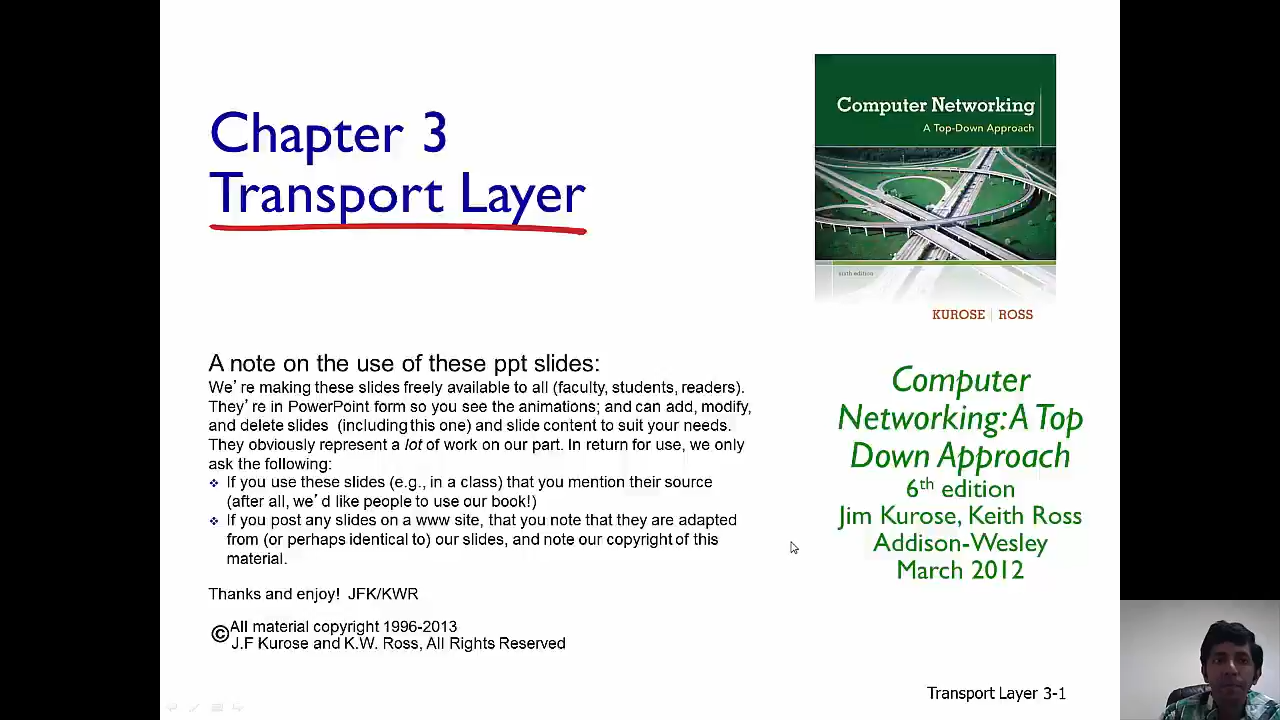 Chapter 3
Transport Layer
Computer Networking
A Top-Down Approach
sixth edition
KUROSE | ROSS
A note on the use of these ppt slides:
We’re making these slides freely available to all (faculty, students, readers).
They’re in PowerPoint form so you see the animations; and can add, modify,
and delete slides (including this one) and slide content to suit your needs.
They obviously represent a lot of work on our part. In return for use, we only
ask the following:
❖ If you use these slides (e.g., in a class) that you mention their source
(after all, we’d like people to use our book!)
❖ If you post any slides on a www site, that you note that they are adapted
from (or perhaps identical to) our slides, and note our copyright of this
material.
Thanks and enjoy! JFK/KWR
©All material copyright 1996-2013
J.F Kurose and K.W. Ross, All Rights Reserved
Computer
Networking: A Top
Down Approach
6th edition
Jim Kurose, Keith Ross
Addison-Wesley
March 2012
Transport Layer 3-1